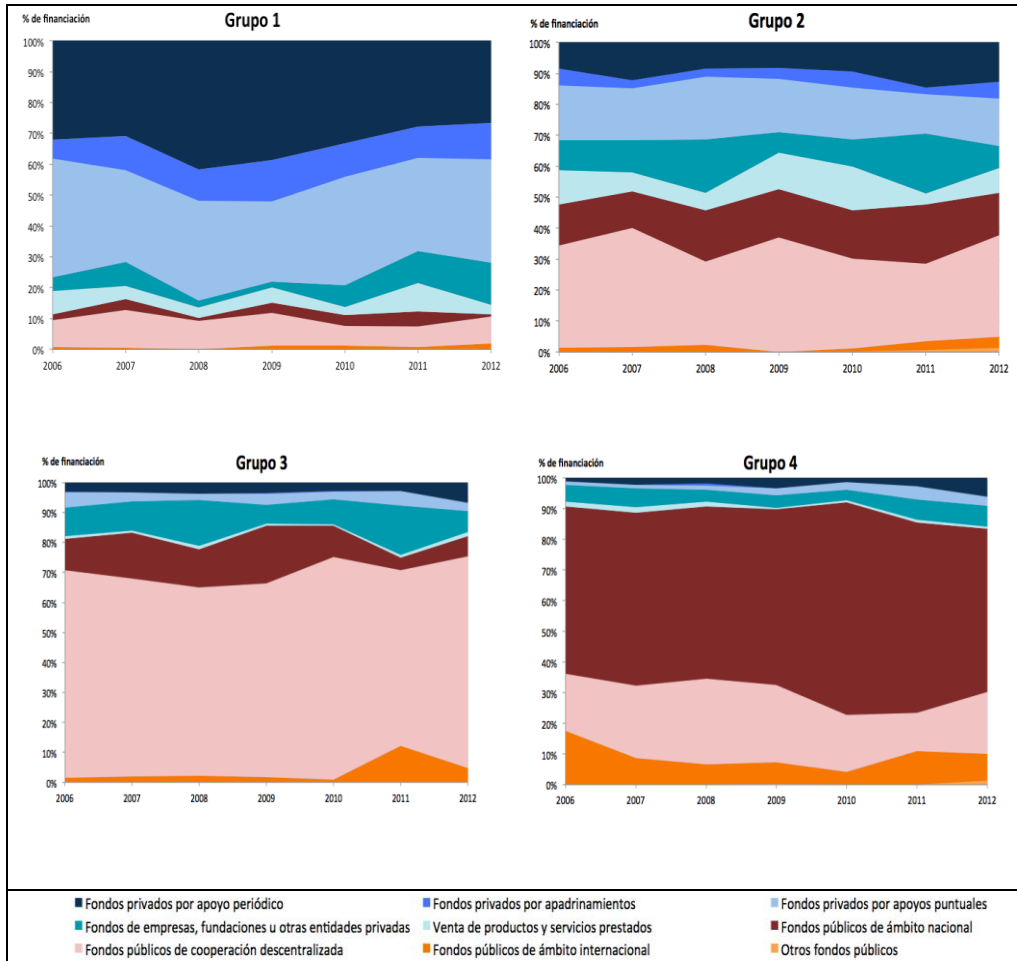 % de financiación
Grupo 1
100%
90%
80%
70%
60%
50%
40%
30%
20%
10%
0%
2006 2007 2008 2009 2010 2011 2012
% de financiación
Grupo 2
100%
90%
80%
70%
60%
50%
40%
30%
20%
10%
0%
2006 2007 2008 2009 2010 2011 2012
% de financiación
Grupo 3
100%
90%
80%
70%
60%
50%
40%
30%
20%
10%
0%
2006 2007 2008 2009 2010 2011 2012
% de financiación
Grupo 4
100%
90%
80%
70%
60%
50%
40%
30%
20%
10%
0%
2006 2007 2008 2009 2010 2011 2012
Fondos privados por apoyo periódico Fondos privados por apadrinamientos Fondos privados por apoyos puntuales
Fondos de empresas, fundaciones u otras entidades privadas Venta de productos y servicios prestados Fondos públicos de ámbito nacional
Fondos públicos de cooperación descentralizada Fondos públicos de ámbito internacional Otros fondos públicos